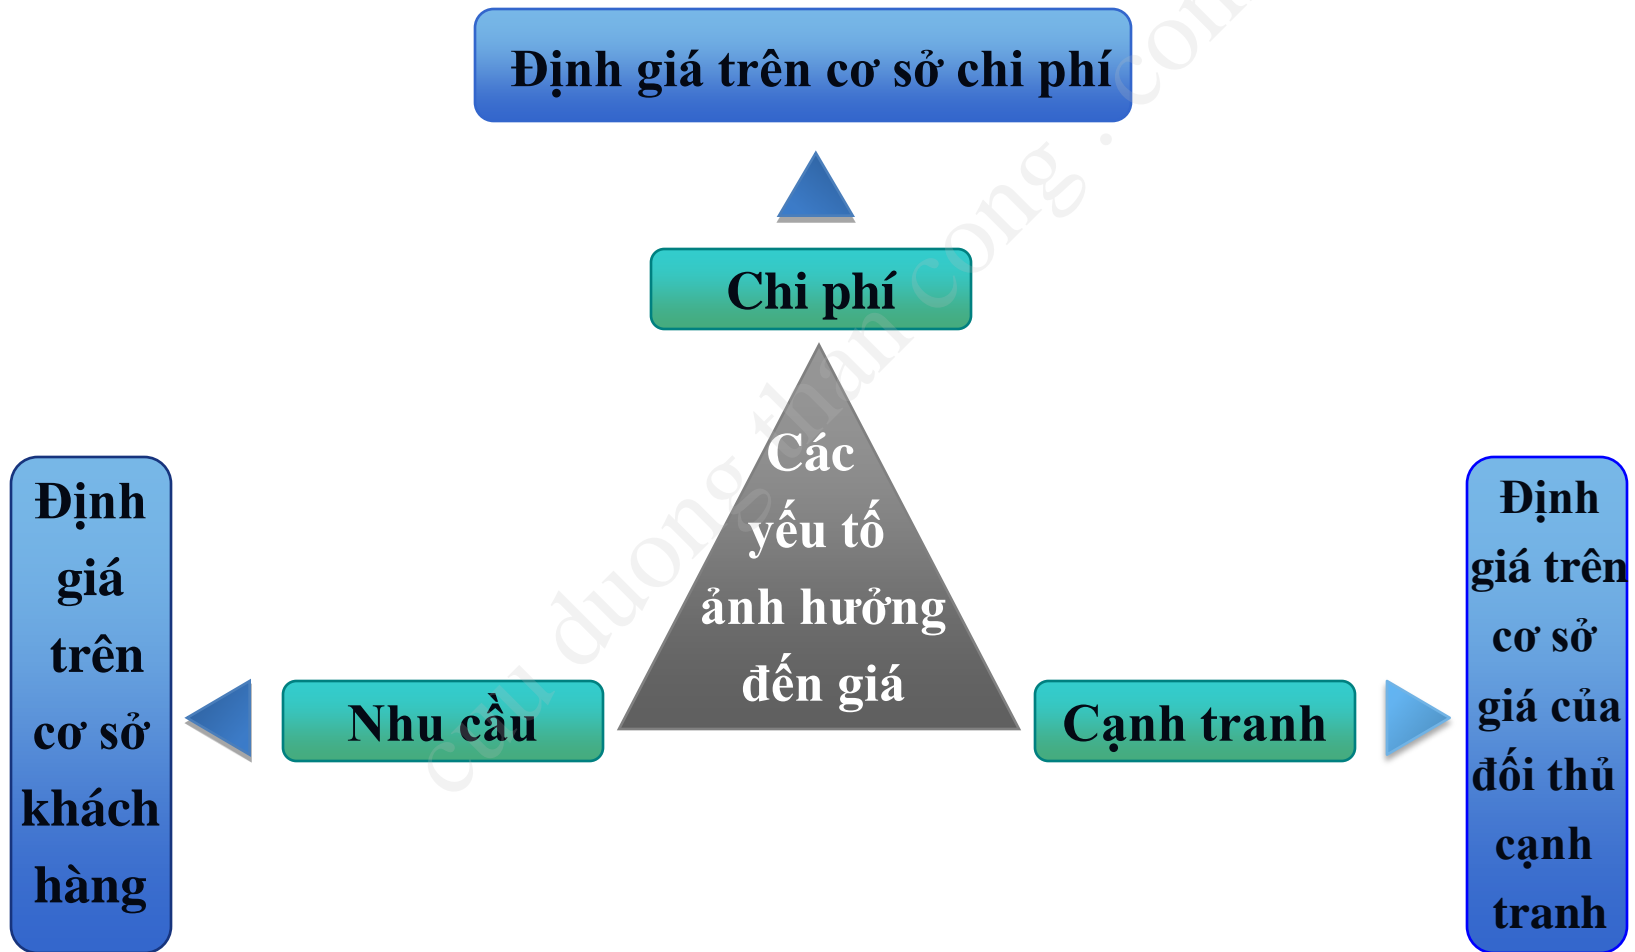 Định giá trên cơ sở chi phí
Chi phí
Các
yếu tố
ảnh hưởng
đến giá
Định
giá
trên
cơ sở
khách
hàng
Nhu cầu
Cạnh tranh
Định
giá trên
cơ sở
giá của
đối thủ
cạnh
tranh
cuu duong than cong . com